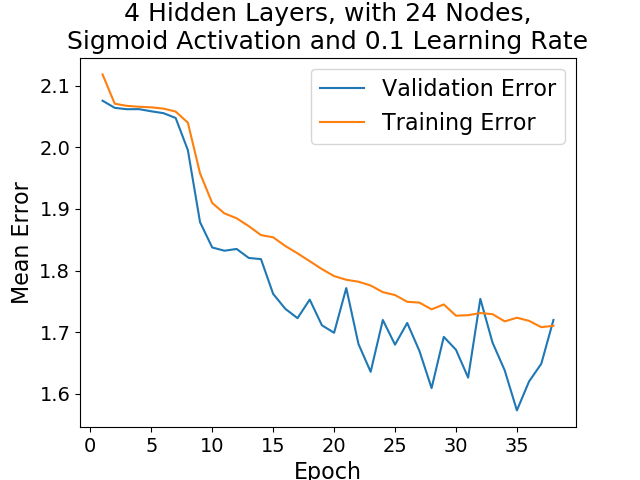 4 Hidden Layers, with 24 Nodes,
Sigmoid Activation and 0.1 Learning Rate
Validation Error
Training Error
Mean Error
2.1
2.0
1.9
1.8
1.7
1.6
0 5 10 15 20 25 30 35
Epoch